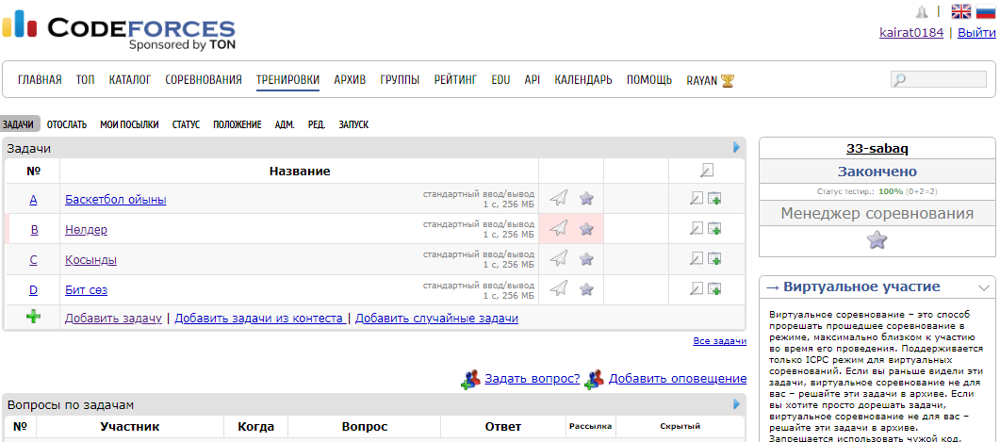 CODEFORCES
Sponsored by TON
|
kairat0184 | Выйти
ГЛАВНАЯ ТОП КАТАЛОГ СОРЕВНОВАНИЯ ТРЕНИРОВКИ АРХИВ ГРУППЫ РЕЙТИНГ EDU API КАЛЕНДАРЬ ПОМОЩЬ RAYAN
ЗАДАЧИ ОТОСЛАТЬ МОИ ПОСЫЛКИ СТАТУС ПОЛОЖЕНИЕ АДМ. РЕД. ЗАПУСК
Задачи
№ Название
A Баскетбол ойыны стандартный ввод/вывод
1 с, 256 МБ
B Нөлдер стандартный ввод/вывод
1 с, 256 МБ
C Қосынды стандартный ввод/вывод
1 с, 256 МБ
D Бит сөз стандартный ввод/вывод
1 с, 256 МБ
Добавить задачу | Добавить задачи из контеста | Добавить случайные задачи
Все задачи
Задать вопрос? Добавить оповещение
Вопросы по задачам
№ Участник Когда Вопрос Ответ Рассылка Скрытый
33-sabaq
Закончено
Статус тестир.: 100% (0+2=2)
Менеджер соревнования
→ Виртуальное участие
Виртуальное соревнование – это способ
прорешать прошедшее соревнование в
режиме, максимально близком к участию
во время его проведения. Поддерживается
только ICPC режим для виртуальных
соревнований. Если вы раньше видели эти
задачи, виртуальное соревнование не для
вас – решайте эти задачи в архиве. Если
вы хотите просто дорешать задачи,
виртуальное соревнование не для вас –
решайте эти задачи в архиве.
Запрещается использовать чужой код,